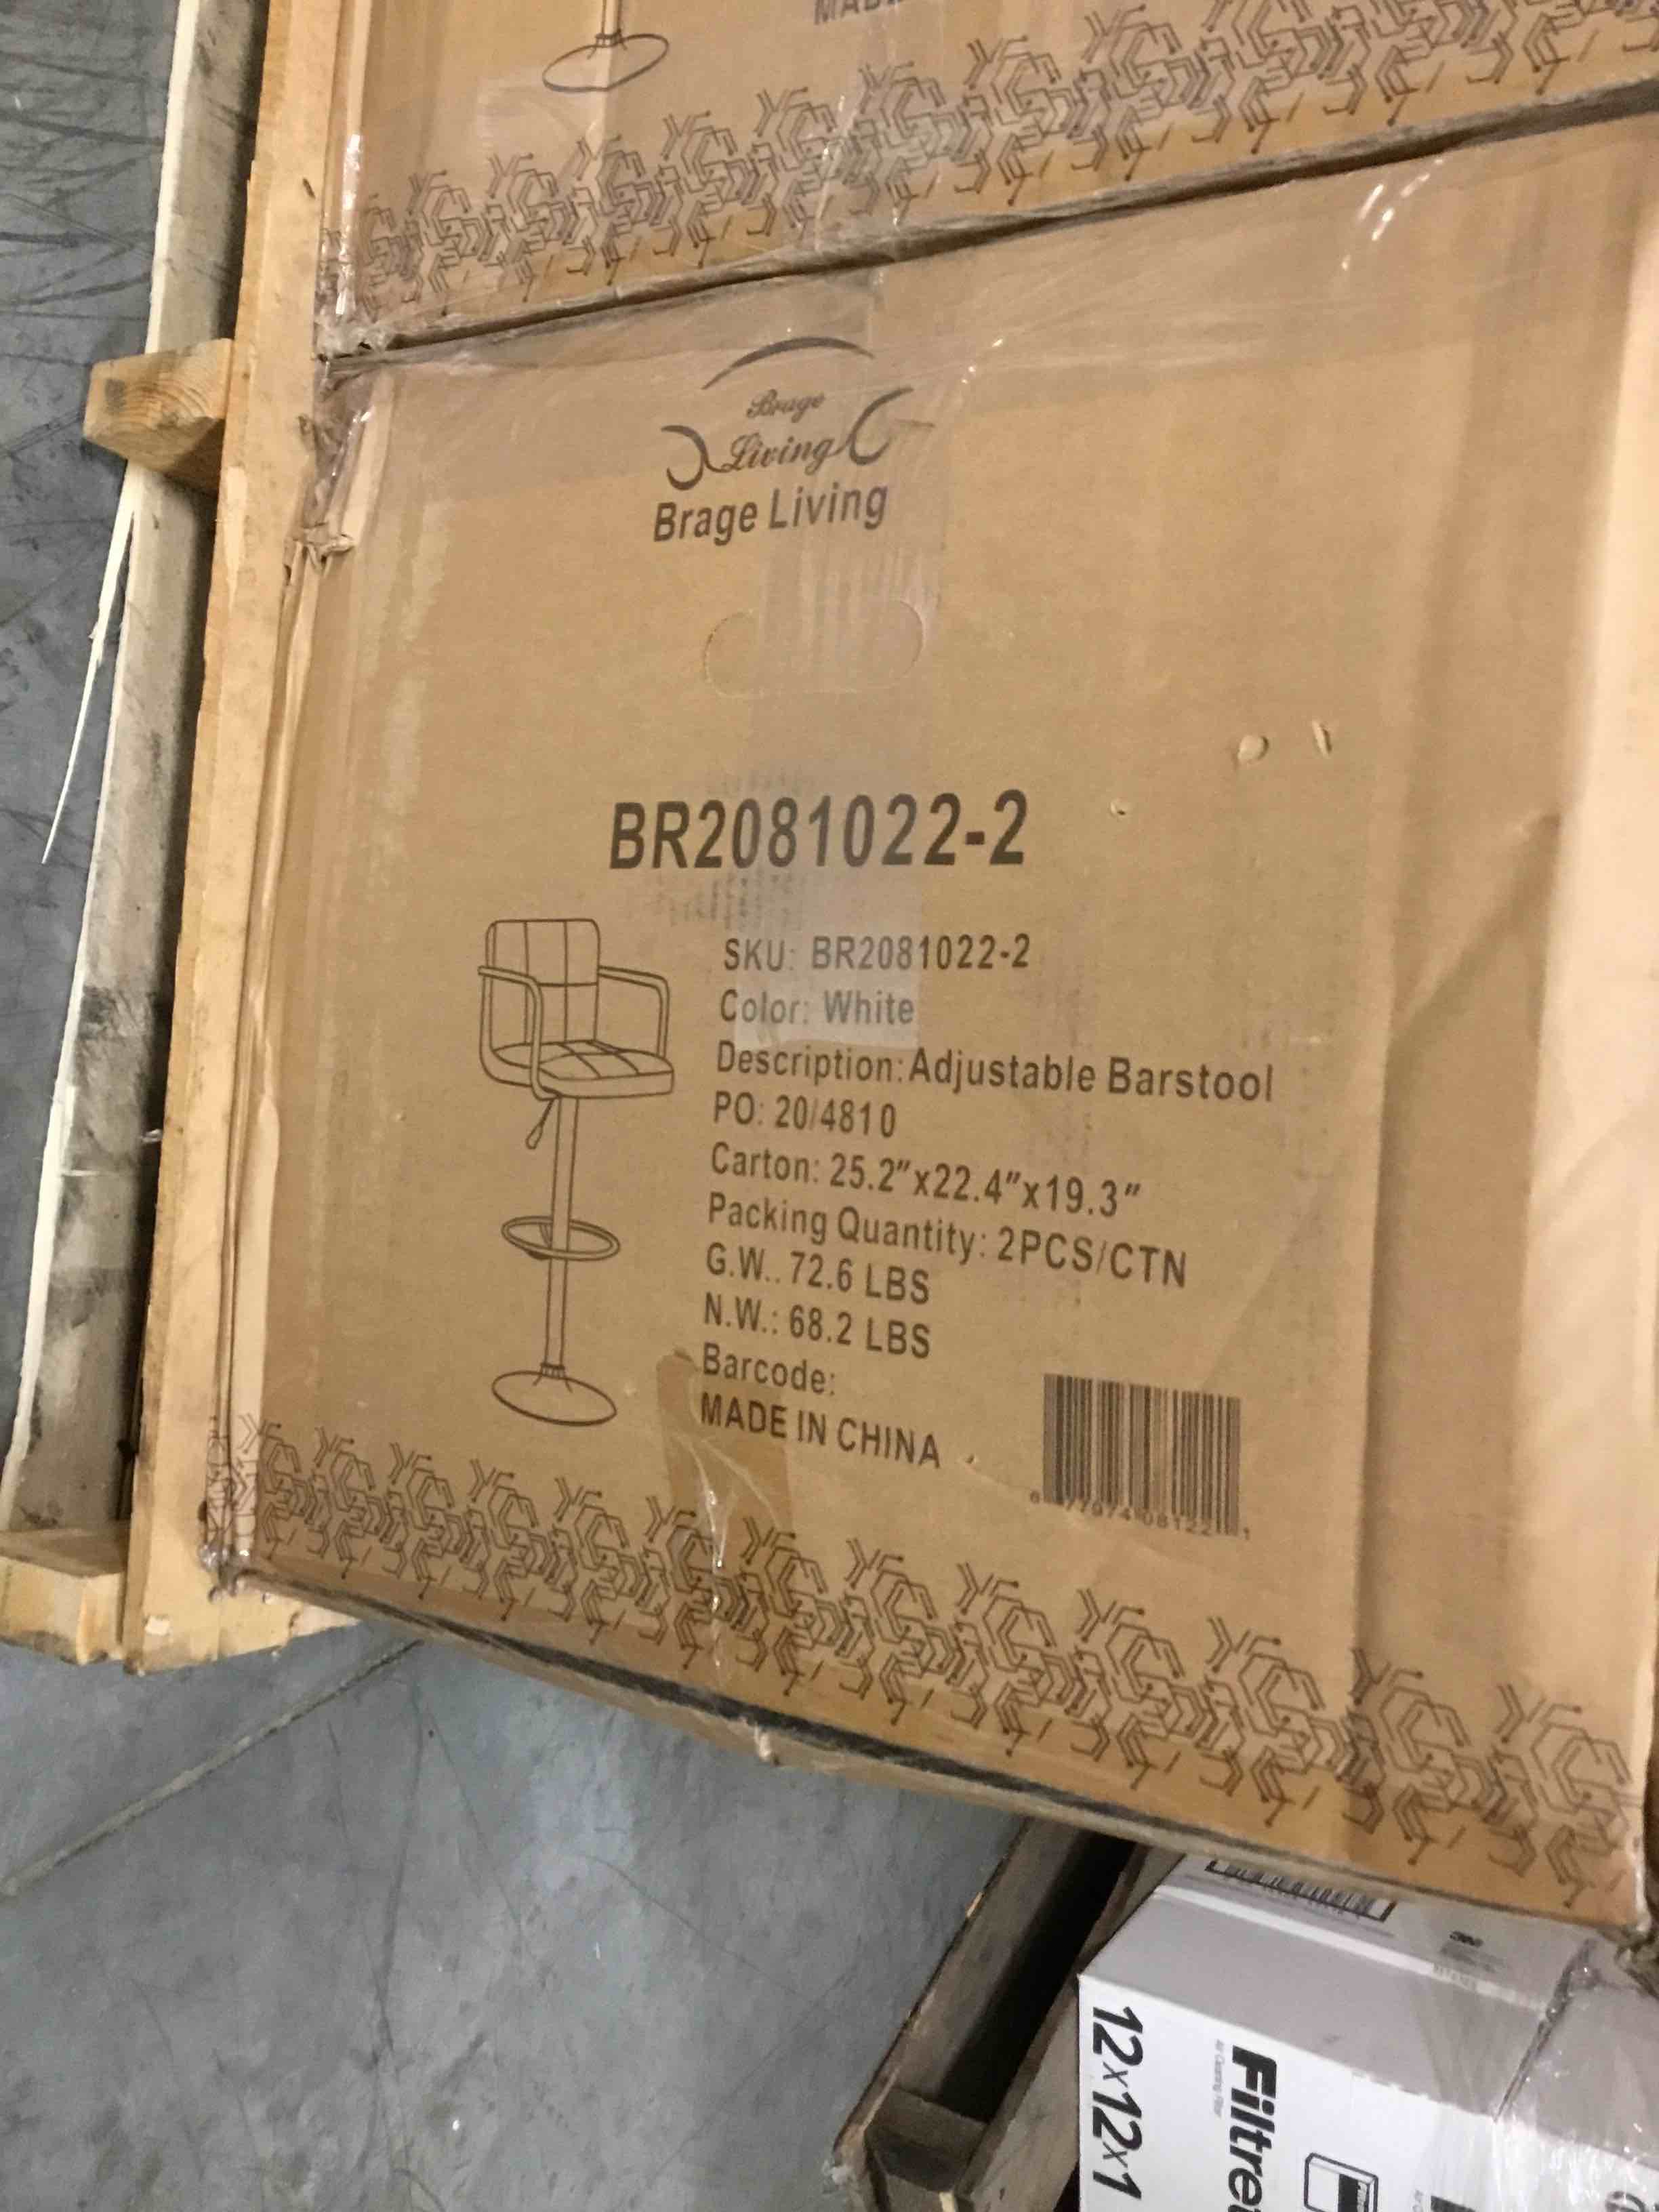 Brage
Living
Brage Living
BR2081022-2
SKU: BR2081022-2
Color: White
Description: Adjustable Barstool
PO: 20/4810
Carton: 25.2"x22.4"x19.3"
Packing Quantity: 2PCS/CTN
G.W.. 72.6 LBS
N.W.: 68.2 LBS
Barcode:
MADE IN CHINA
3M
12x12x1